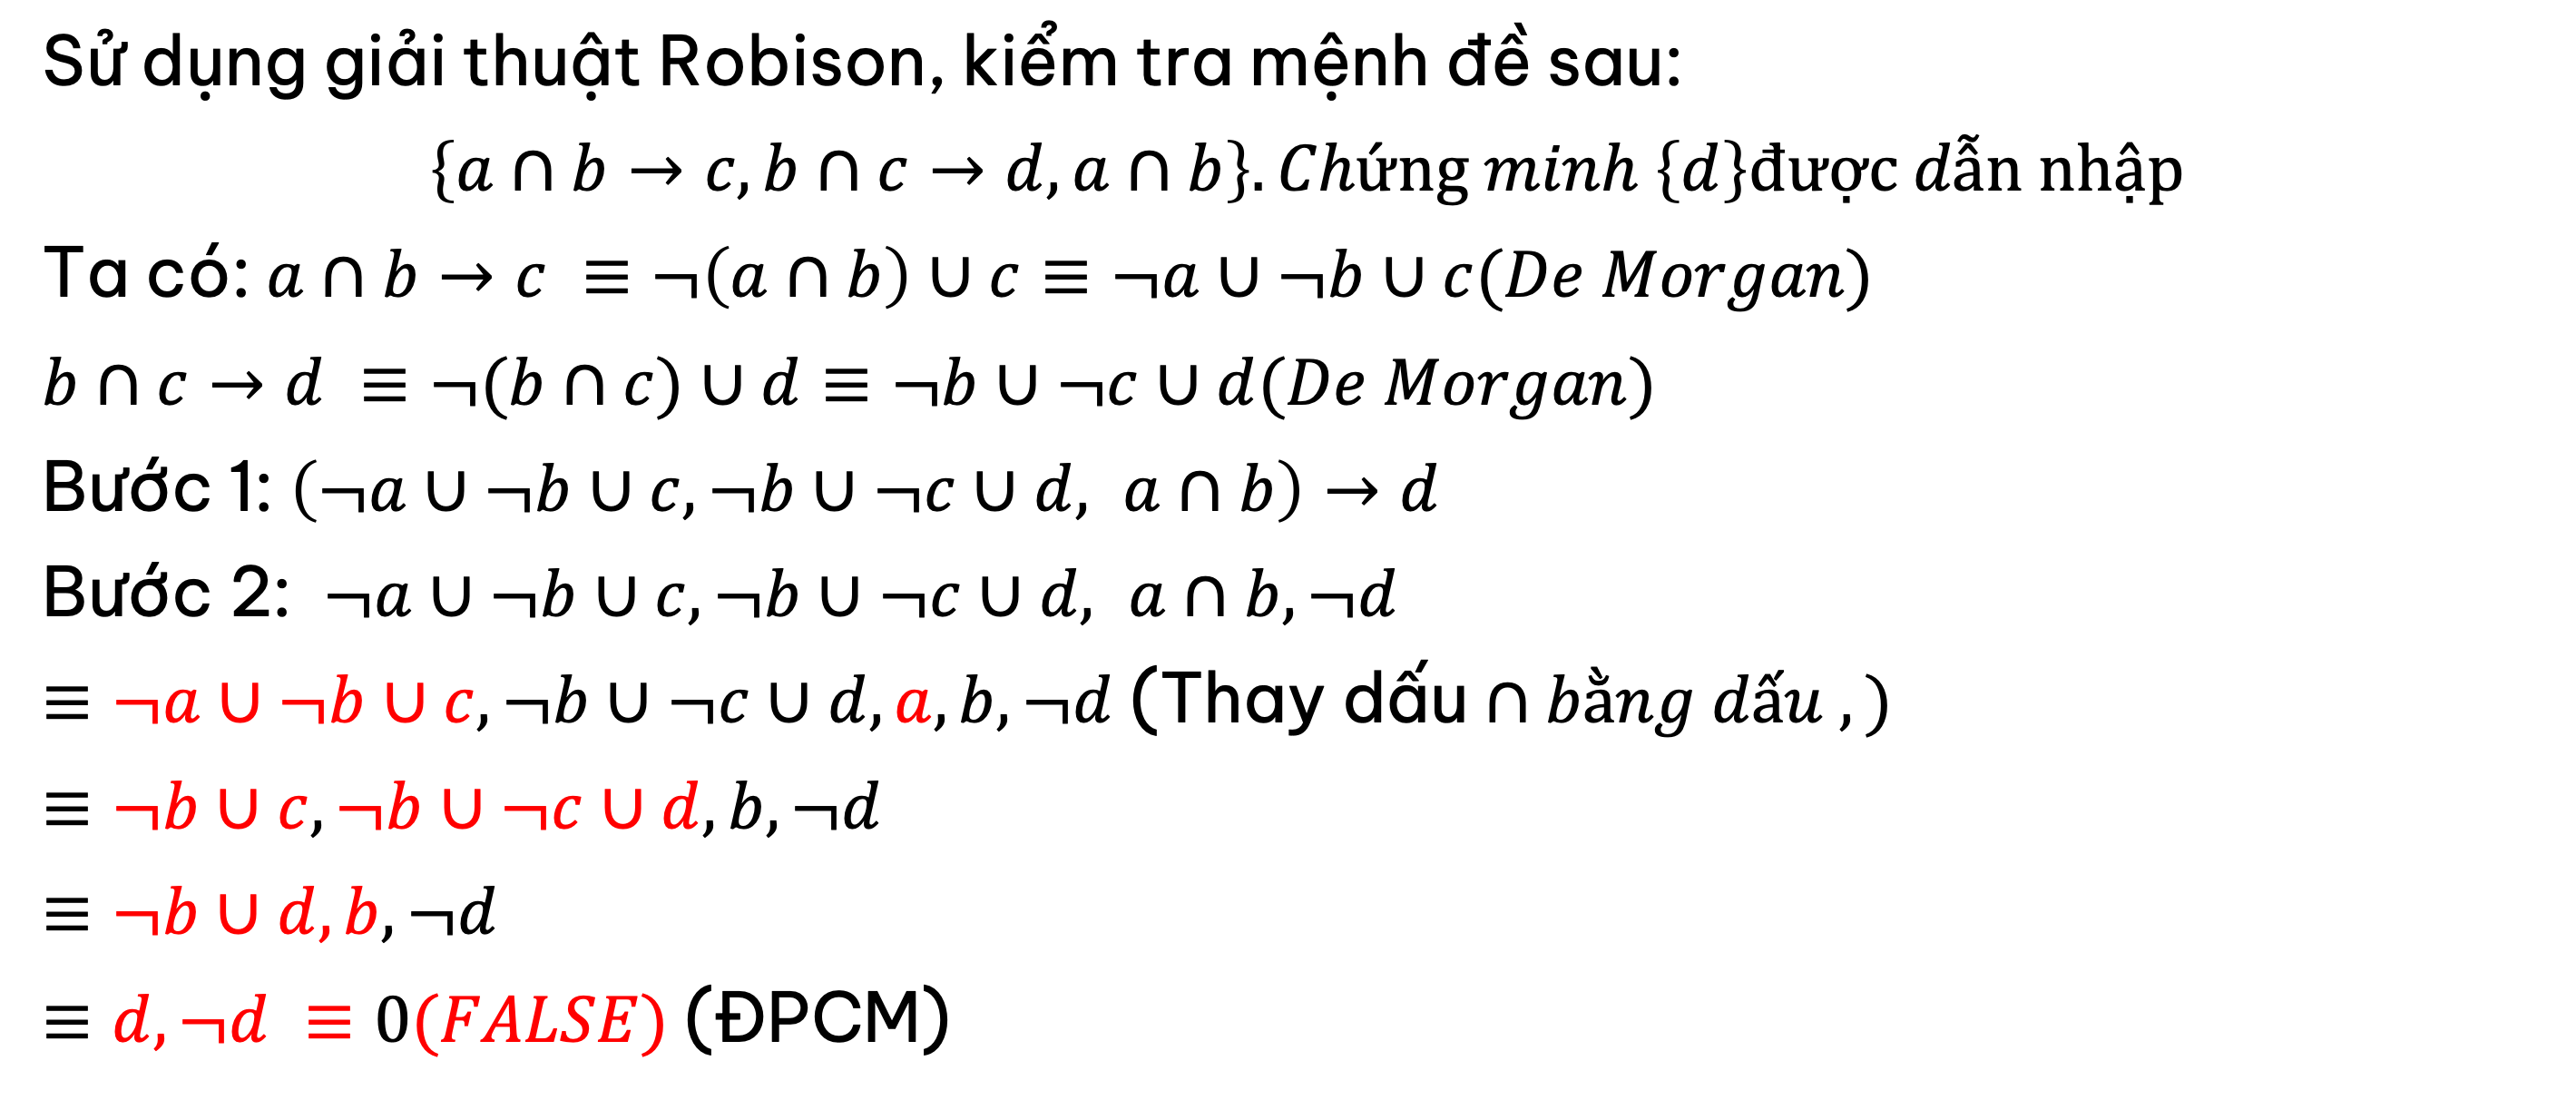 Sử dụng giải thuật Robison, kiểm tra mệnh đề sau:
{a ∩ b → c, b ∩ c → d, a ∩ b}. Chứng minh {d}được dẫn nhập
Ta có: a ∩ b → c ≡ ¬(a ∩ b) ∪ c ≡ ¬a ∪ ¬b ∪ c(De Morgan)
b ∩ c → d ≡ ¬(b ∩ c) ∪ d ≡ ¬b ∪ ¬c ∪ d(De Morgan)
Bước 1: (¬a ∪ ¬b ∪ c, ¬b ∪ ¬c ∪ d, a ∩ b) → d
Bước 2: ¬a ∪ ¬b ∪ c, ¬b ∪ ¬c ∪ d, a ∩ b, ¬d
≡ ¬a ∪ ¬b ∪ c, ¬b ∪ ¬c ∪ d, a, b, ¬d (Thay dấu ∩ bằng dấu , )
≡ ¬b ∪ c, ¬b ∪ ¬c ∪ d, b, ¬d
≡ ¬b ∪ d, b, ¬d
≡ d, ¬d ≡ 0(FALSE) (ĐPCM)